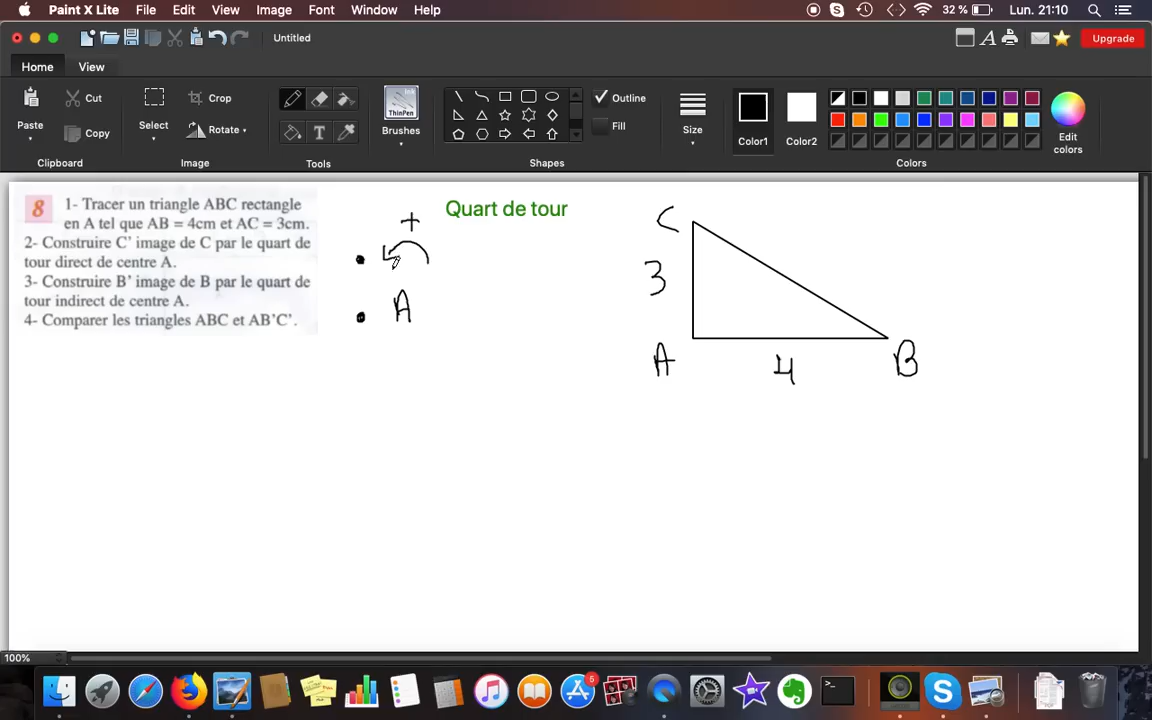 Paint X Lite File Edit View Image Font Window Help 32 % Lun. 21:10
Untitled
Upgrade
Home View
Paste Cut Copy
Select Crop Rotate
Ink ThinPen Brushes
Outline Fill
Size
Color1 Color2
Edit colors
Clipboard Image Tools Shapes Colors
8 1- Tracer un triangle ABC rectangle
en A tel que AB = 4cm et AC = 3cm.
2- Construire C' image de C par le quart de
tour direct de centre A.
3- Construire B' image de B par le quart de
tour indirect de centre A.
4- Comparer les triangles ABC et AB'C'.
+
A
Quart de tour
C
3
A 4 B
100%
5